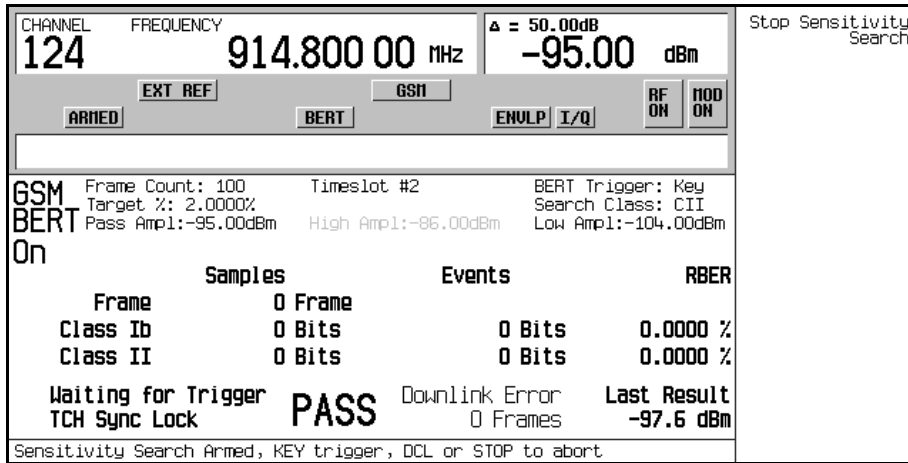 CHANNEL FREQUENCY Δ = 50.00dB
124 914.800 00 MHz -95.00 dBm
Stop Sensitivity
Search
EXT REF GSM RF ON MOD ON
ARMED BERT ENVLP I/Q
GSM BERT On
Frame Count: 100 Timeslot #2 BERT Trigger: Key
Target %: 2.0000% Search Class: CII
Pass Ampl:-95.00dBm High Ampl:-86.00dBm Low Ampl:-104.00dBm
Samples Events RBER
Frame 0 Frame
Class Ib 0 Bits 0 Bits 0.0000 %
Class II 0 Bits 0 Bits 0.0000 %
Waiting for Trigger PASS Downlink Error Last Result
TCH Sync Lock 0 Frames -97.6 dBm
Sensitivity Search Armed, KEY trigger, DCL or STOP to abort